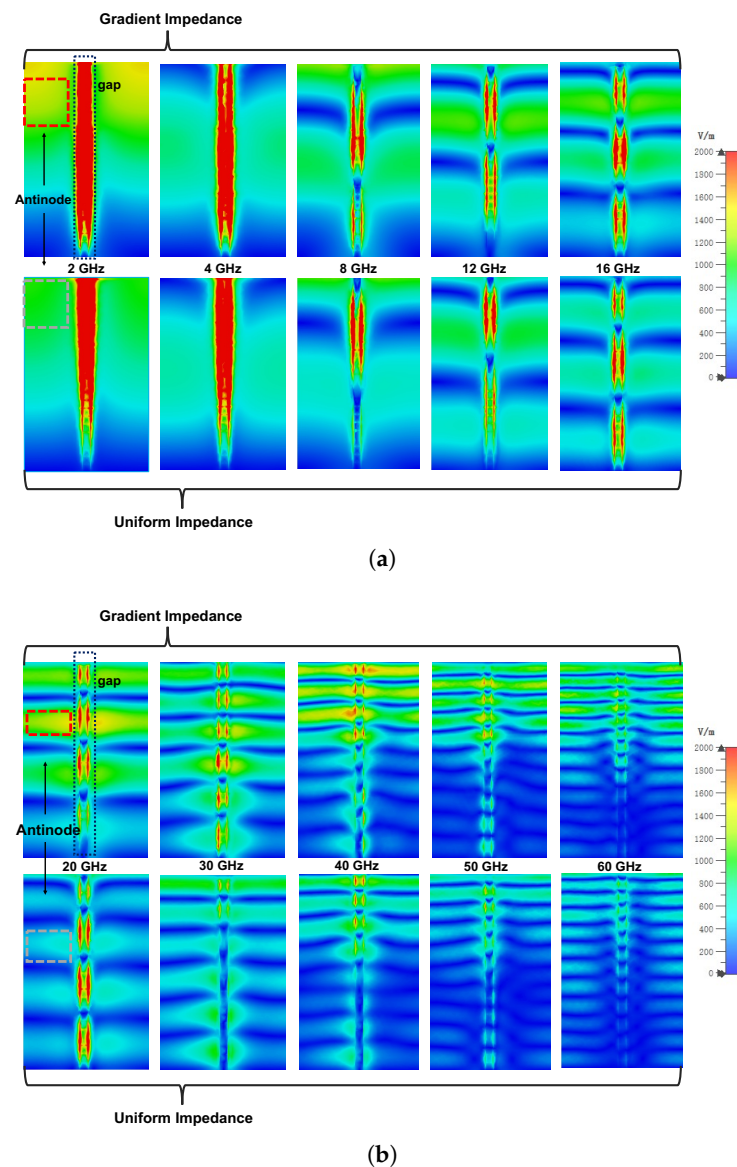 Gradient Impedance
gap
Antinode
V/m
2000
1800
1600
1400
1200
1000
800
600
400
200
0
2 GHz
4 GHz
8 GHz
12 GHz
16 GHz
Uniform Impedance
(a)
Gradient Impedance
gap
Antinode
V/m
2000
1800
1600
1400
1200
1000
800
600
400
200
0
20 GHz
30 GHz
40 GHz
50 GHz
60 GHz
Uniform Impedance
(b)